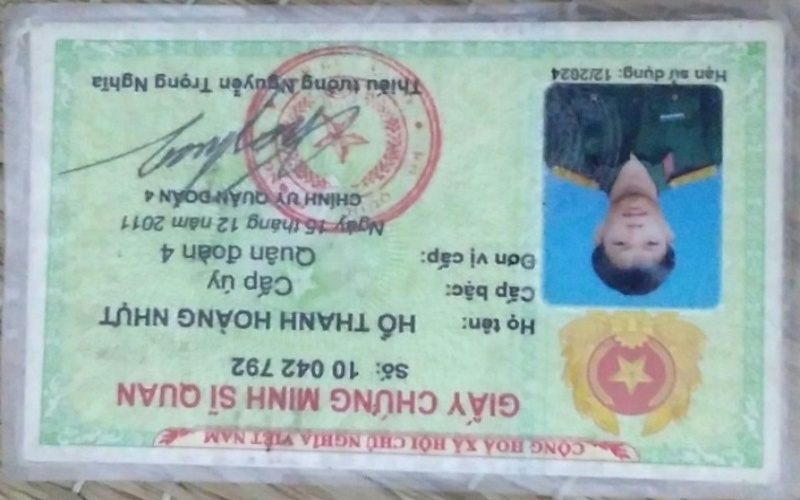 CỘNG HOÀ XÃ HỘI CHỦ NGHĨA VIỆT NAM
GIẤY CHỨNG MINH SĨ QUAN
Số: 10 042 792
Họ tên: HỒ THANH HOÀNG NHỰT
Cấp bậc: Cấp úy
Đơn vị cấp: Quân đoàn 4
Ngày 15 tháng 12 năm 2011
CHÍNH UỶ QUÂN ĐOÀN 4
Thiếu tướng Nguyễn Trọng Nghĩa
Hạn sử dụng: 12/2024